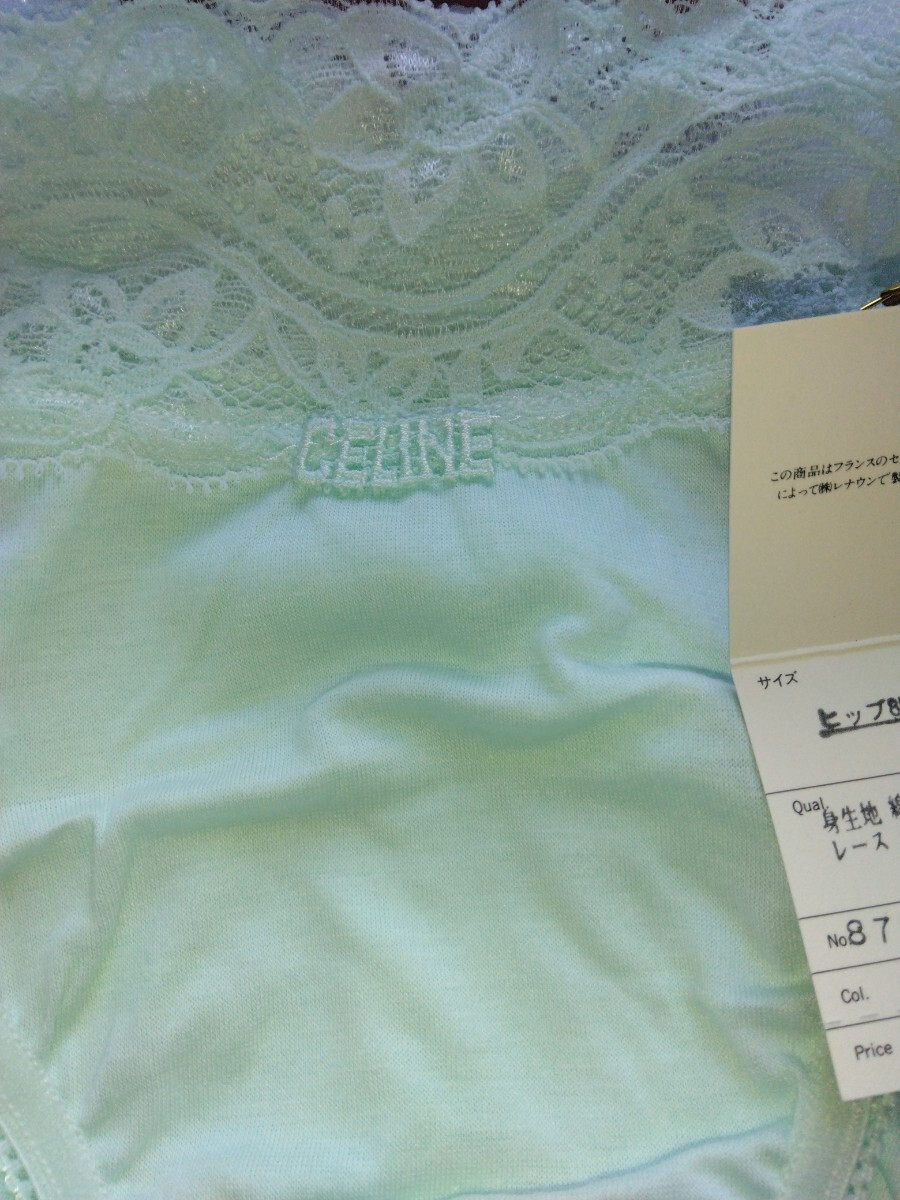 CELINE
この商品はフランスのセ
によって㈱レナウンで製
サイズ
ヒップ8
Qual.
身生地 綿
レース
No.87
Col.
Price